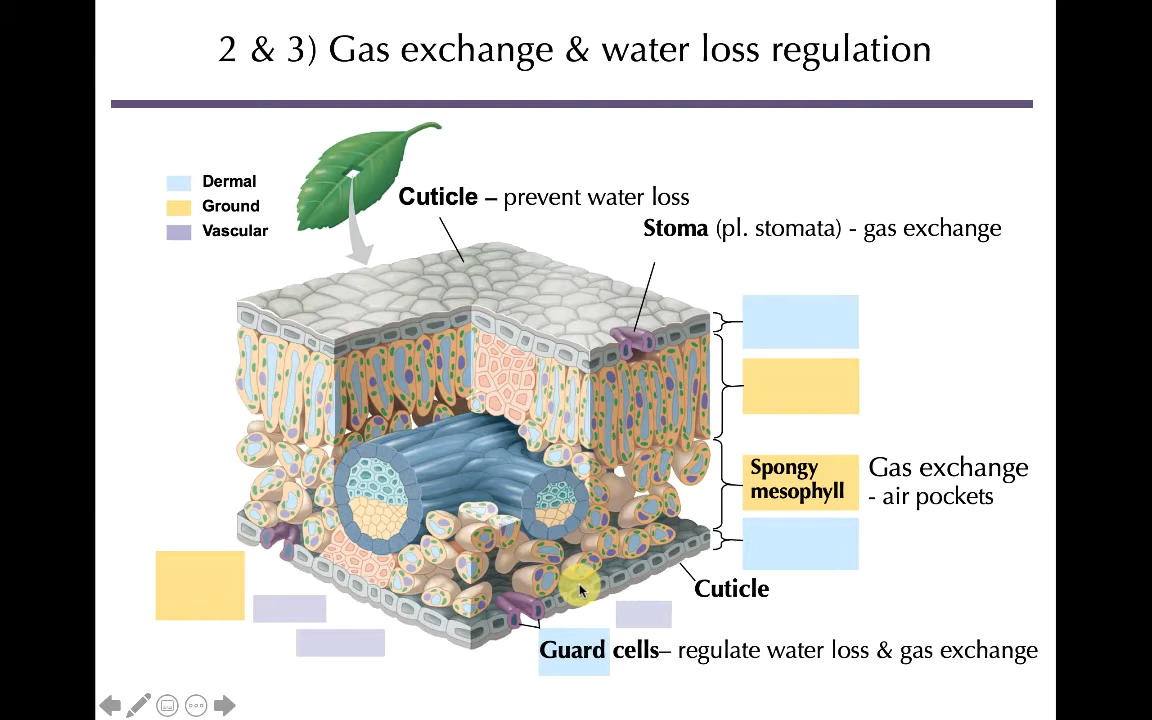 2 & 3) Gas exchange & water loss regulation
Dermal
Ground
Vascular
Cuticle – prevent water loss
Stoma (pl. stomata) - gas exchange
Spongy
mesophyll
Gas exchange
- air pockets
Cuticle
Guard cells– regulate water loss & gas exchange